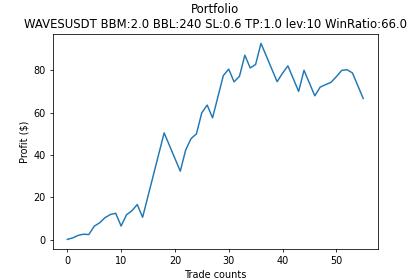 Portfolio
WAVESUSDT BBM:2.0 BBL:240 SL:0.6 TP:1.0 lev:10 WinRatio:66.0
Profit ($)
80
60
40
20
0
0 10 20 30 40 50
Trade counts